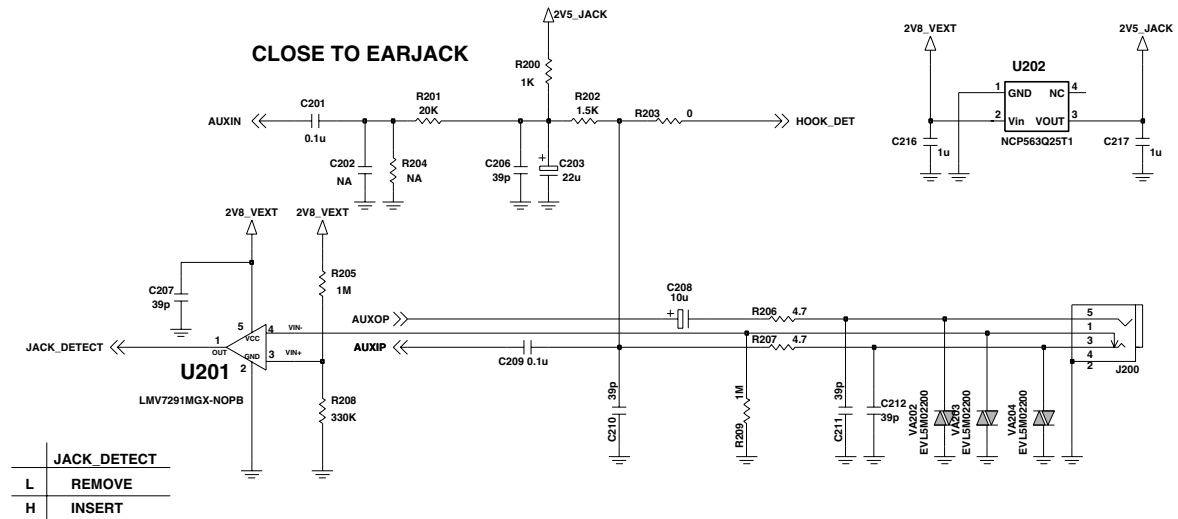 2V5_JACK
CLOSE TO EARJACK
R200
1K
C201
0.1u
R201
20K
R202
1.5K
R203 0
AUXIN
HOOK_DET
C202
NA
R204
NA
C206
39p
C203
22u
+
2V8_VEXT
2V5_JACK
U202
1 GND NC 4
2 Vin VOUT 3
NCP563Q25T1
C216
1u
C217
1u
2V8_VEXT
2V8_VEXT
C207
39p
R205
1M
C208
10u
+
AUXOP
R206 4.7
5
VCC
4
VIN-
JACK_DETECT
1
OUT
AUXIP
GND
3
VIN+
2
C209 0.1u
R207 4.7
U201
LMV7291MGX-NOPB
R208
330K
C210
39p
R209
1M
C211
39p
C212
39p
VA202
EVL5M02200
VA203
EVL5M02200
VA204
EVL5M02200
5
1
3
4
2
J200
JACK_DETECT
L REMOVE
H INSERT